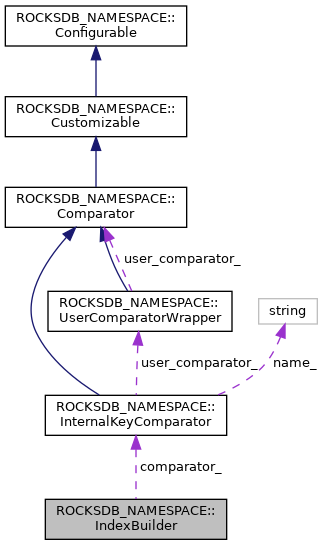 ROCKSDB_NAMESPACE::
Configurable
ROCKSDB_NAMESPACE::
Customizable
ROCKSDB_NAMESPACE::
Comparator
user_comparator_
ROCKSDB_NAMESPACE::
UserComparatorWrapper
string
user_comparator_
name_
ROCKSDB_NAMESPACE::
InternalKeyComparator
comparator_
ROCKSDB_NAMESPACE::
IndexBuilder